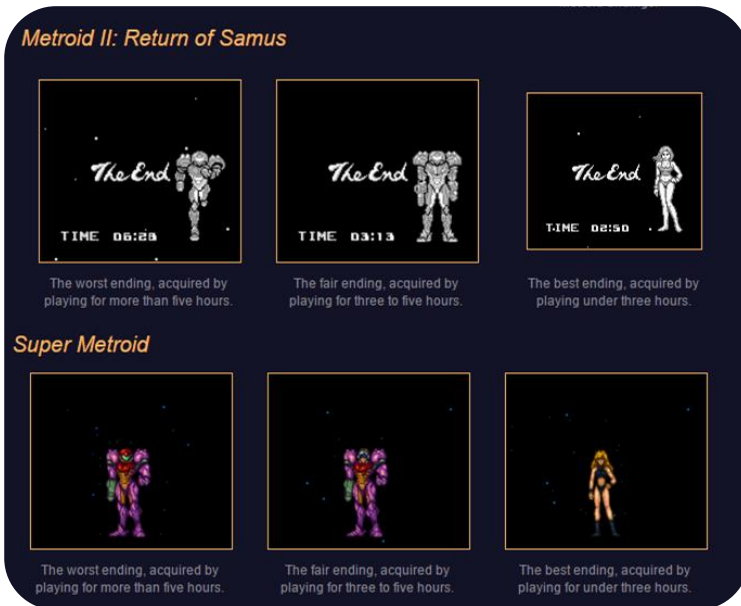 Metroid II: Return of Samus
The End
TIME 06:28
The End
TIME 03:13
The End
TIME 02:50
The worst ending, acquired by
playing for more than five hours.
The fair ending, acquired by
playing for three to five hours.
The best ending, acquired by
playing under three hours.
Super Metroid
The worst ending, acquired by
playing for more than five hours.
The fair ending, acquired by
playing for three to five hours.
The best ending, acquired by
playing for under three hours.